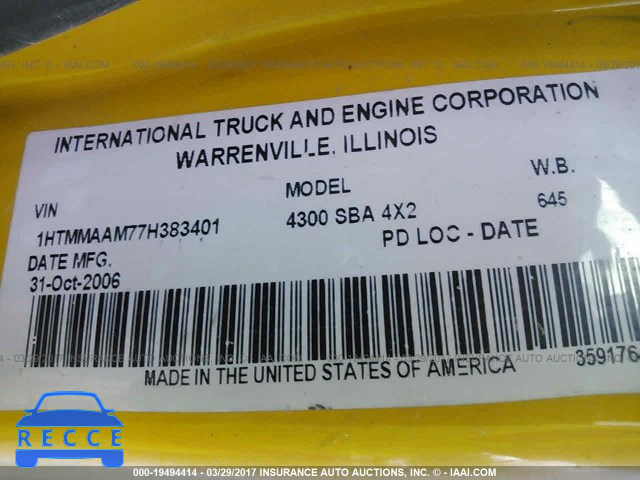 INTERNATIONAL TRUCK AND ENGINE CORPORATION
WARRENVILLE, ILLINOIS
VIN
MODEL
W.B.
1HTMMAAM77H383401
4300 SBA 4X2
645
DATE MFG.
PD LOC - DATE
31-Oct-2006
359176
MADE IN THE UNITED STATES OF AMERICA
RECCE
000-19494414 - 03/29/2017 INSURANCE AUTO AUCTIONS, INC. - © IAAI.COM